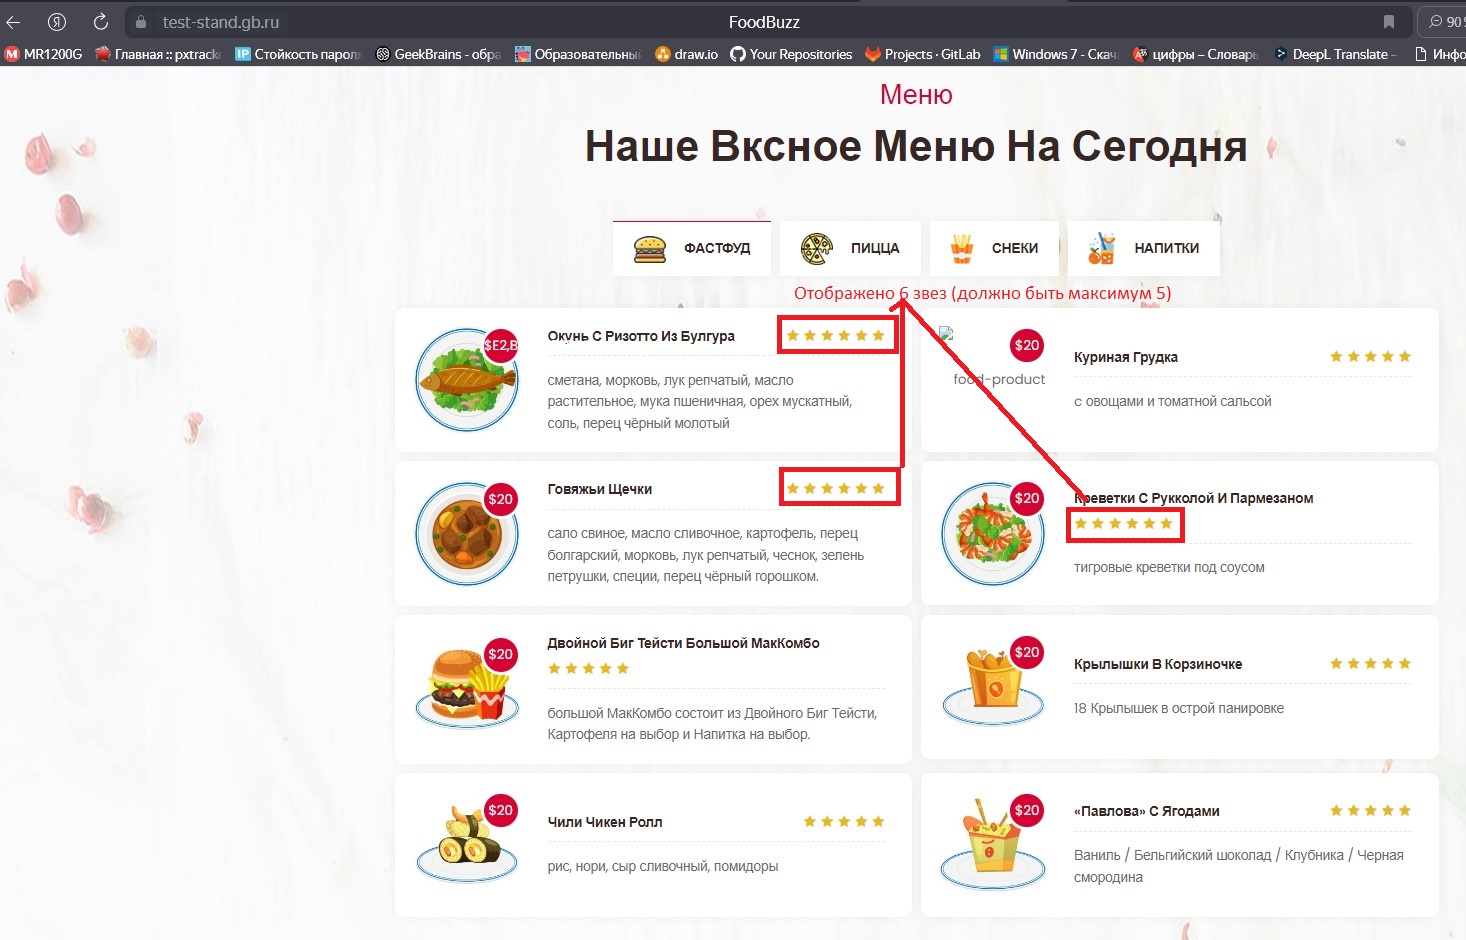 test-stand.gb.ru
FoodBuzz
90
MR1200G
Главная :: pxtrack
IP Стойкость пароля
GeekBrains - обра
Образовательный
draw.io
Your Repositories
Projects · GitLab
Windows 7 - Скача
цифры – Словарь
DeepL Translate –
Инфо
Меню
Наше Вксное Меню На Сегодня
ФАСТФУД
ПИЦЦА
СНЕКИ
НАПИТКИ
Отображено 6 звез (должно быть максимум 5)
$E2,B
Окунь С Ризотто Из Булгура
сметана, морковь, лук репчатый, масло
растительное, мука пшеничная, орех мускатный,
соль, перец чёрный молотый
food-product
$20
Куриная Грудка
с овощами и томатной сальсой
$20
Говяжьи Щечки
сало свиное, масло сливочное, картофель, перец
болгарский, морковь, лук репчатый, чеснок, зелень
петрушки, специи, перец чёрный горошком.
$20
Креветки С Рукколой И Пармезаном
тигровые креветки под соусом
$20
Двойной Биг Тейсти Большой МакКомбо
большой МакКомбо состоит из Двойного Биг Тейсти,
Картофеля на выбор и Напитка на выбор.
$20
Крылышки В Корзиночке
18 Крылышек в острой панировке
$20
Чили Чикен Ролл
рис, нори, сыр сливочный, помидоры
$20
«Павлова» С Ягодами
Ваниль / Бельгийский шоколад / Клубника / Черная
смородина